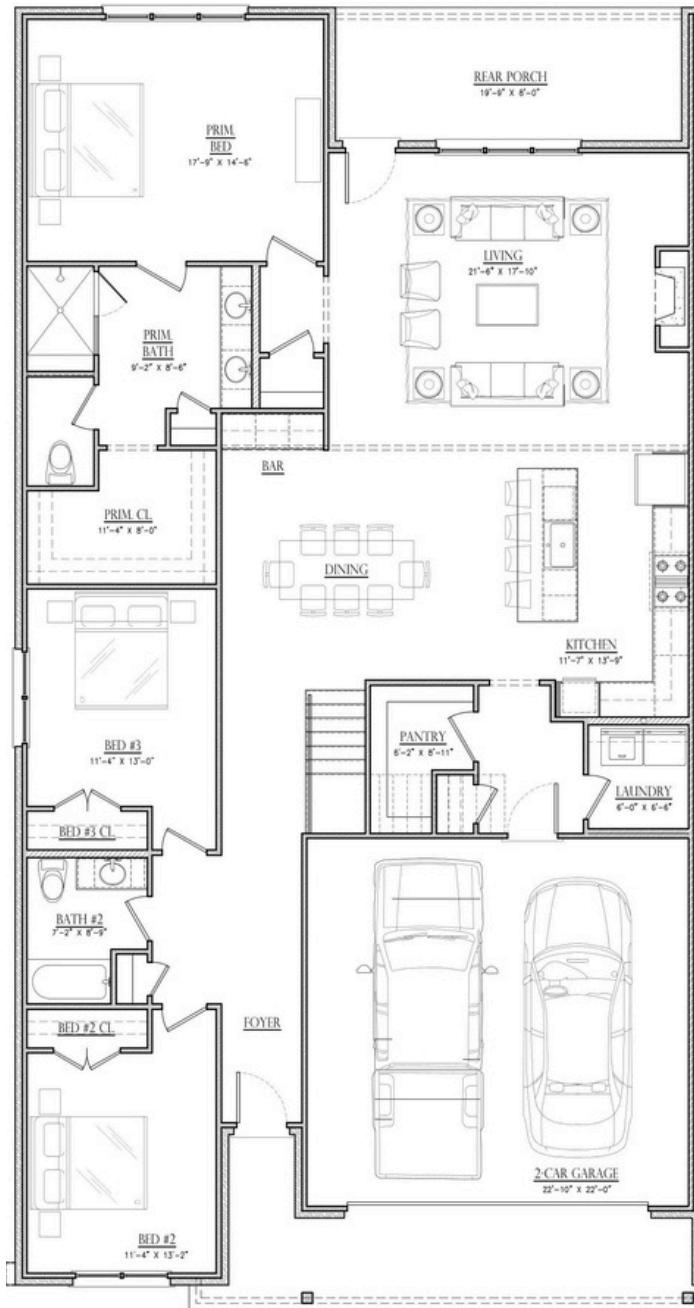 REAR PORCH
19'-9" X 8'-0"
PRIM.
BED
17'-9" X 14'-6"
LIVING
21'-6" X 17'-10"
PRIM.
BATH
9'-2" X 8'-6"
BAR
PRIM. CL
11'-4" X 8'-0"
DINING
KITCHEN
11'-7" X 13'-9"
BED #3
11'-4" X 13'-0"
PANTRY
6'-2" X 8'-11"
LAUNDRY
6'-0" X 6'-6"
BED #3 CL
BATH #2
7'-2" X 8'-9"
BED #2 CL
FOYER
2-CAR GARAGE
22'-10" X 22'-0"
BED #2
11'-4" X 13'-2"